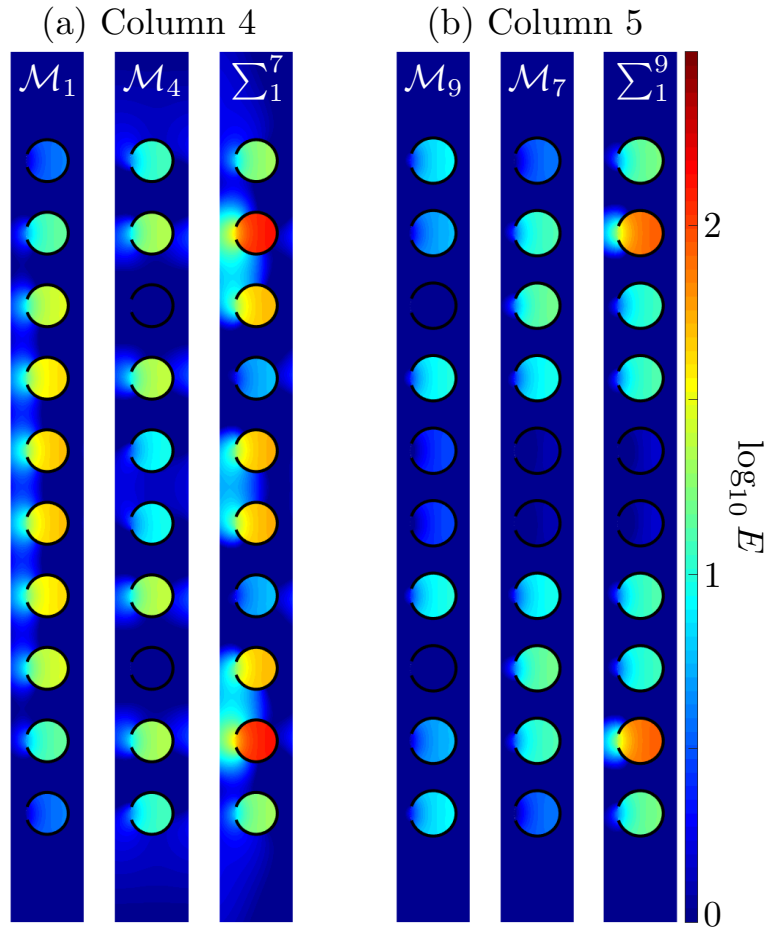 (a) Column 4 (b) Column 5
ℳ₁ ℳ₄ ∑₁⁷ ℳ₉ ℳ₇ ∑₁⁹
2
1
0
log₁₀ E